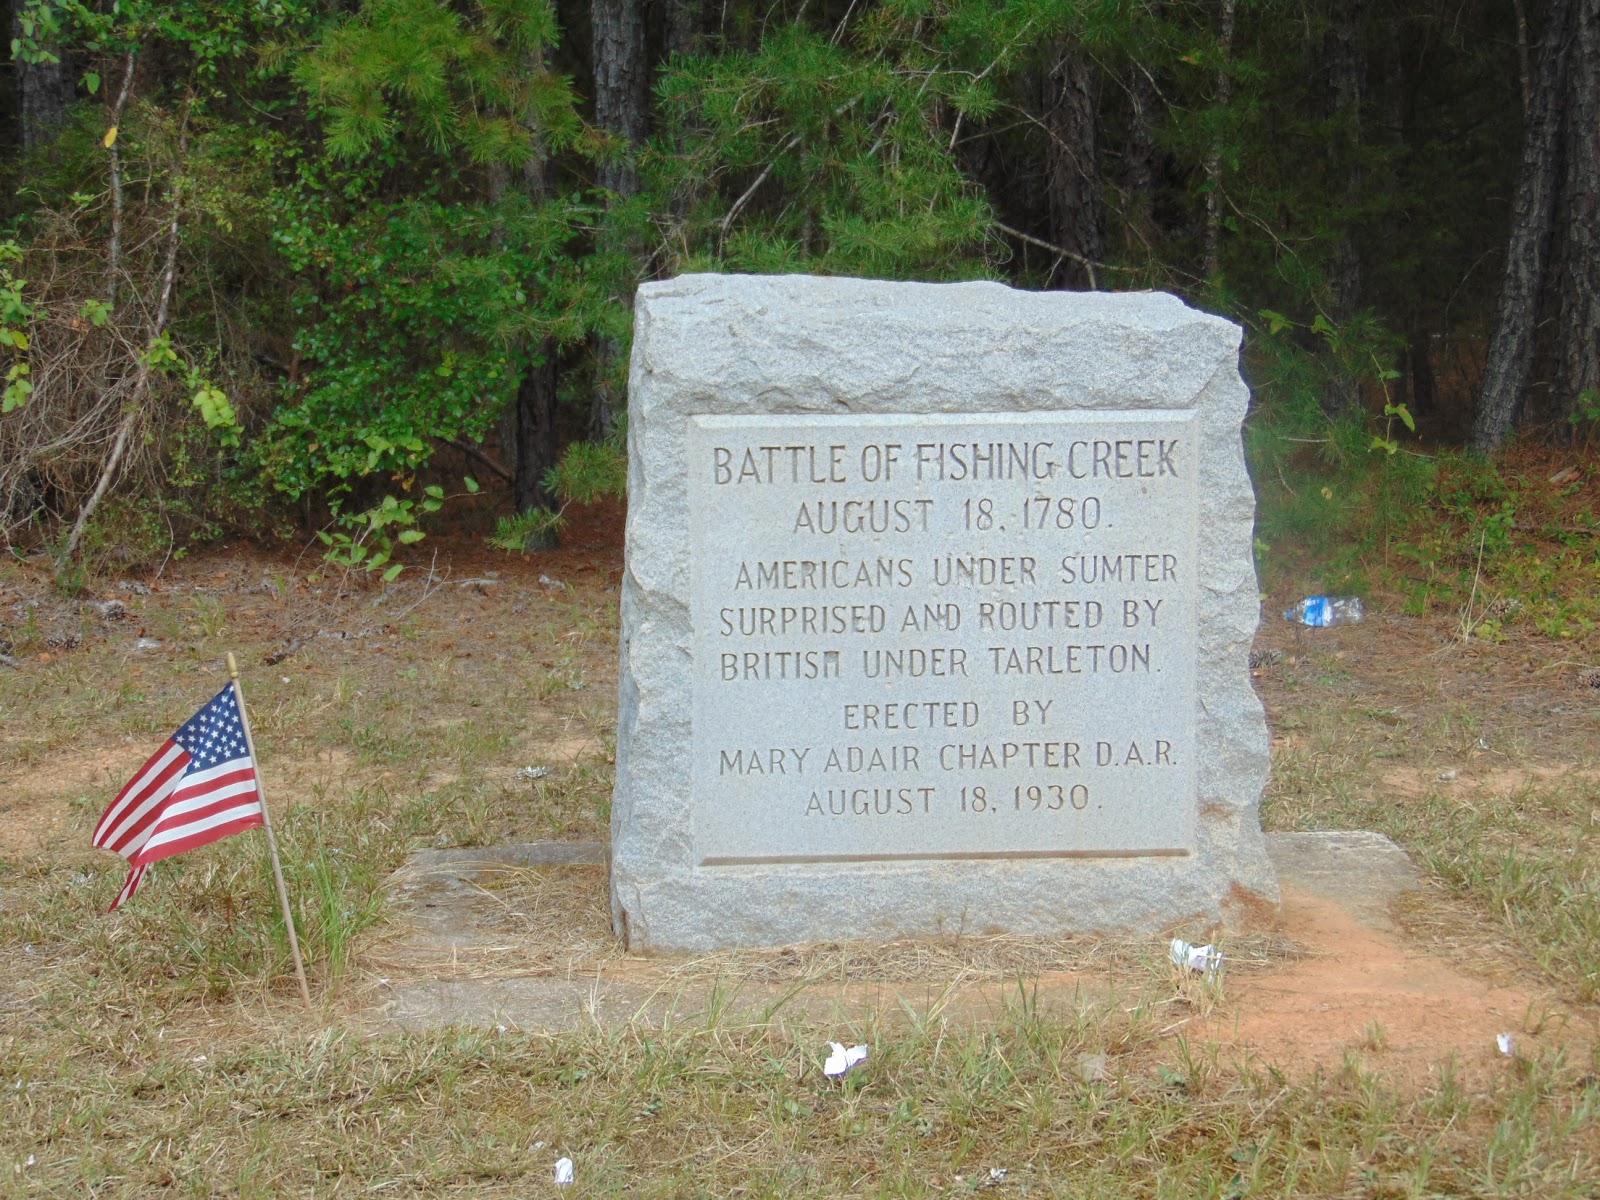 BATTLE OF FISHING CREEK
AUGUST 18, 1780.
AMERICANS UNDER SUMTER
SURPRISED AND ROUTED BY
BRITISH UNDER TARLETON.
ERECTED BY
MARY ADAIR CHAPTER D.A.R.
AUGUST 18, 1930.